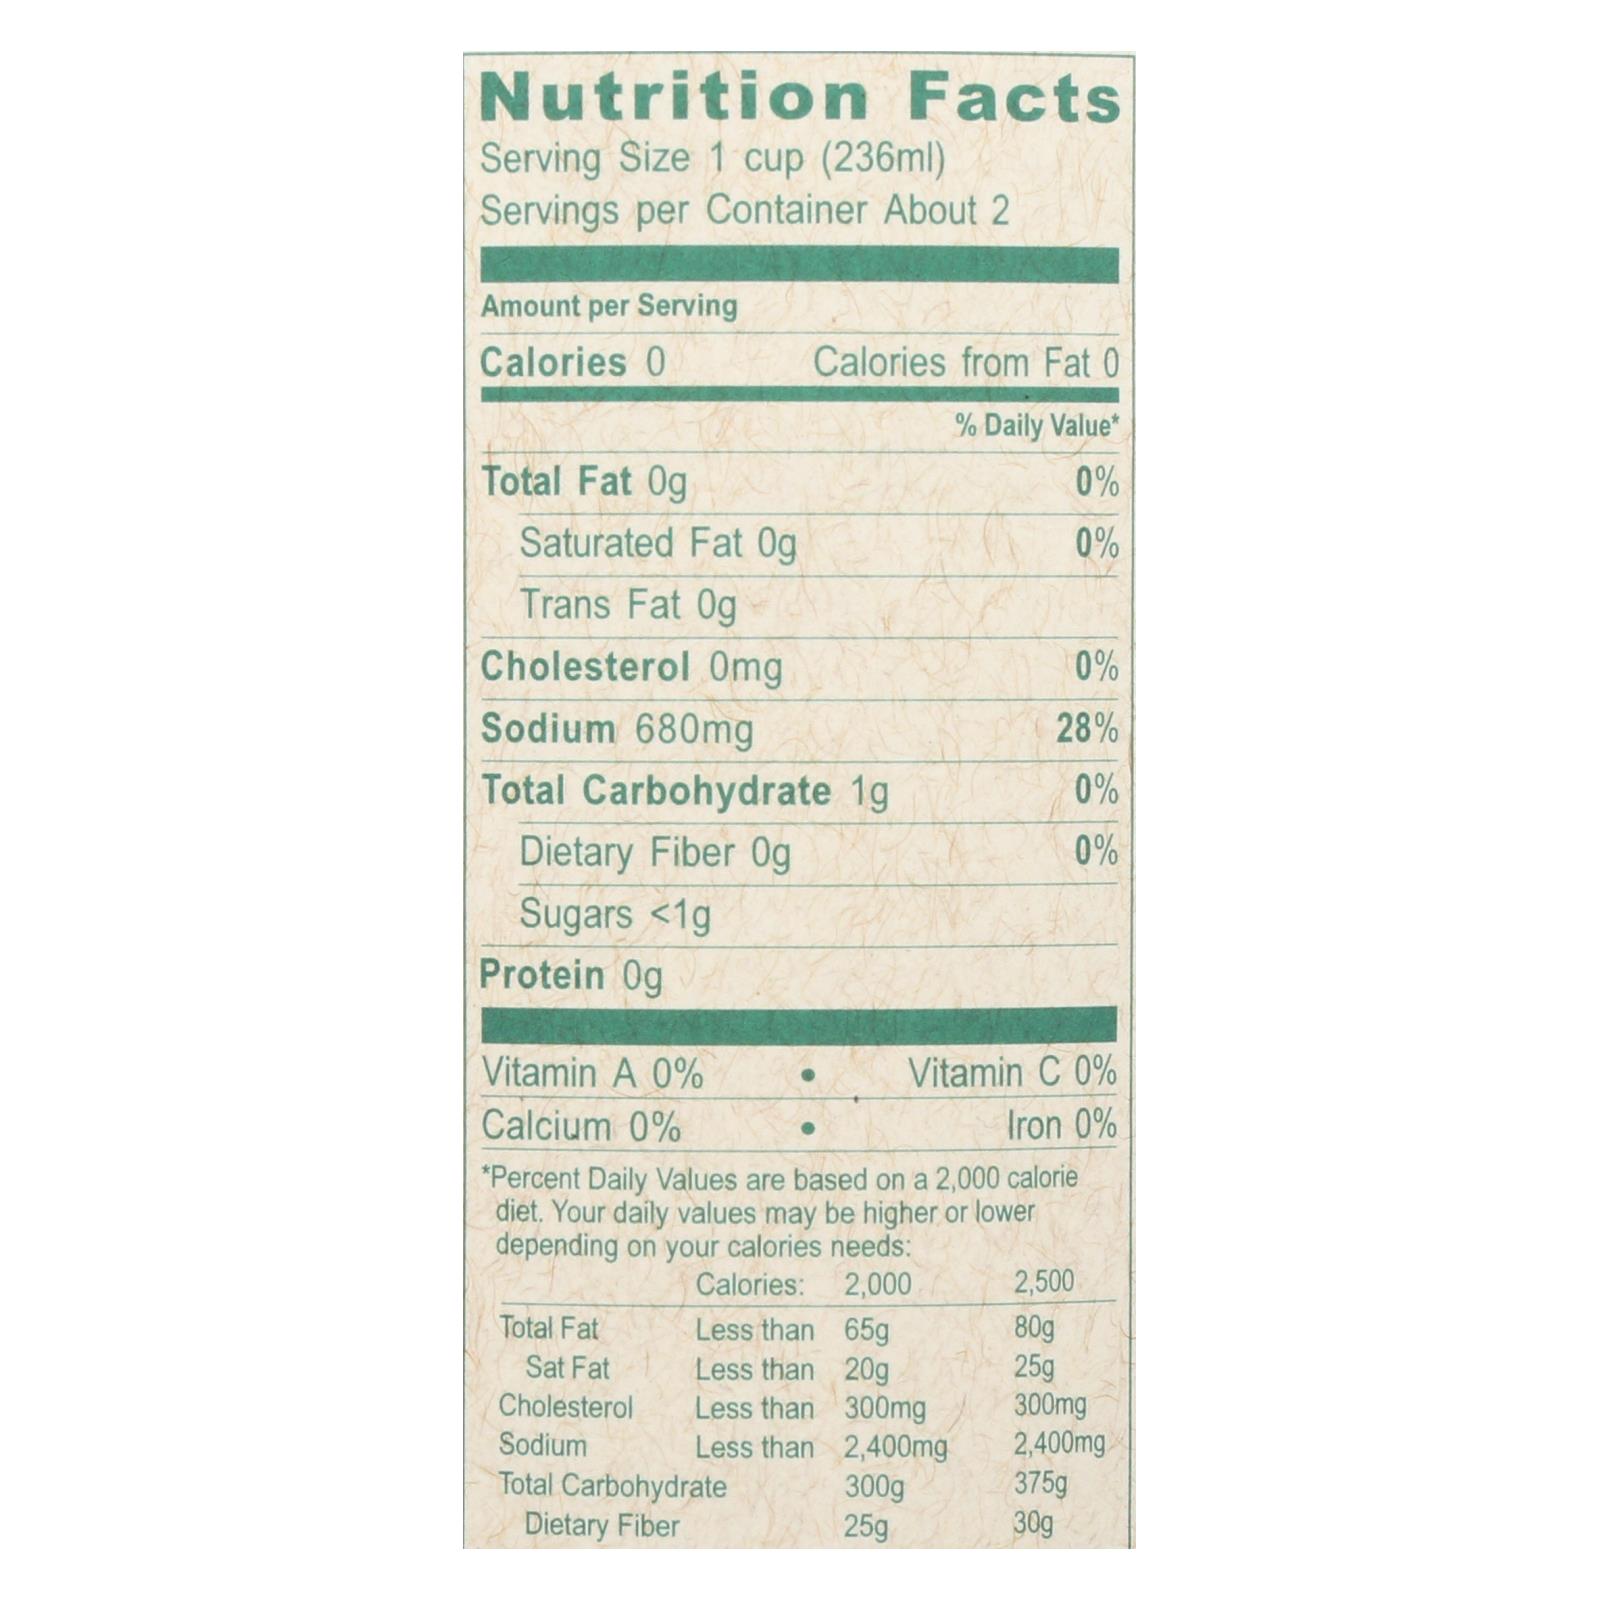 Nutrition Facts
Serving Size 1 cup (236ml)
Servings per Container About 2
Amount per Serving
Calories 0 Calories from Fat 0
% Daily Value*
Total Fat 0g 0%
Saturated Fat 0g 0%
Trans Fat 0g
Cholesterol 0mg 0%
Sodium 680mg 28%
Total Carbohydrate 1g 0%
Dietary Fiber 0g 0%
Sugars <1g
Protein 0g
Vitamin A 0% • Vitamin C 0%
Calcium 0% • Iron 0%
*Percent Daily Values are based on a 2,000 calorie
diet. Your daily values may be higher or lower
depending on your calories needs:
Calories: 2,000 2,500
Total Fat Less than 65g 80g
Sat Fat Less than 20g 25g
Cholesterol Less than 300mg 300mg
Sodium Less than 2,400mg 2,400mg
Total Carbohydrate 300g 375g
Dietary Fiber 25g 30g